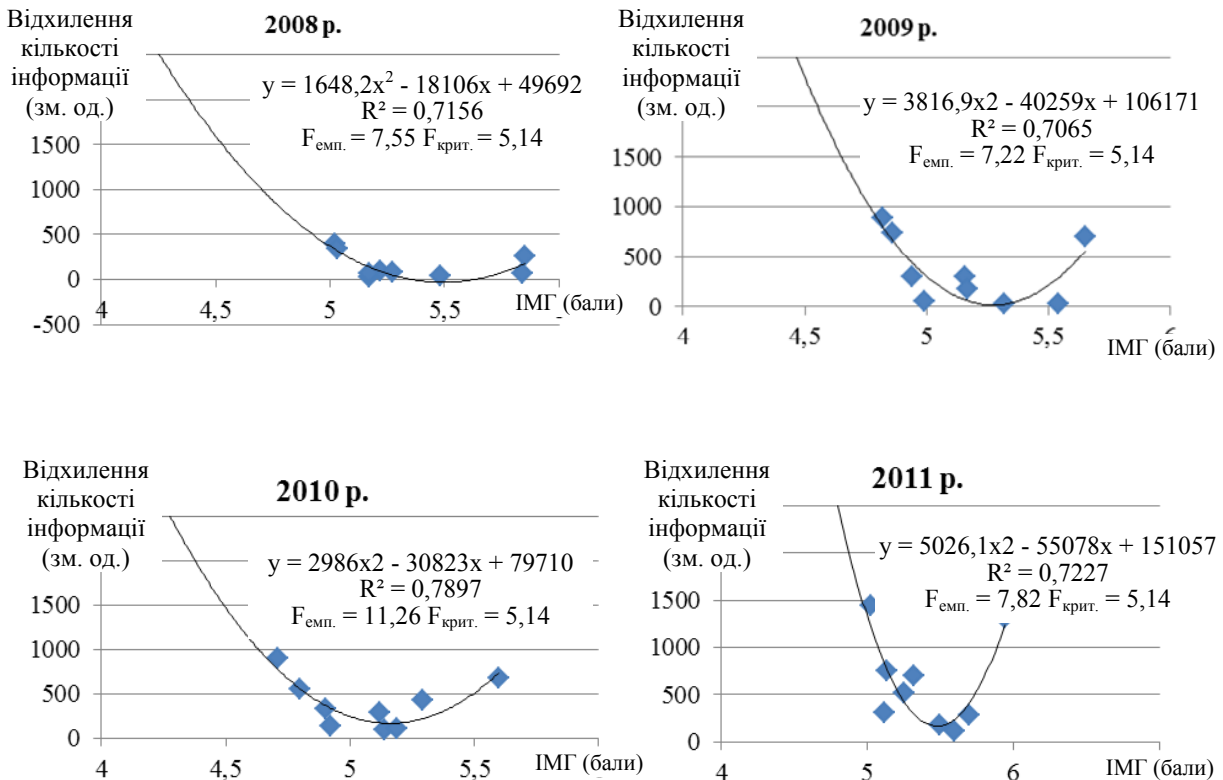 Відхилення
кількості
інформації
(зм. од.)
2008 р.
y = 1648,2x² - 18106x + 49692
R² = 0,7156
Fемп. = 7,55 Fкрит. = 5,14
1500
1000
500
0
-500
4
4,5
5
5,5
ІМГ (бали)
Відхилення
кількості
інформації
(зм. од.)
2009 р.
y = 3816,9x2 - 40259x + 106171
R² = 0,7065
Fемп. = 7,22 Fкрит. = 5,14
1500
1000
500
0
4
4,5
5
5,5
6
ІМГ (бали)
Відхилення
кількості
інформації
(зм. од.)
2010 р.
y = 2986x2 - 30823x + 79710
R² = 0,7897
Fемп. = 11,26 Fкрит. = 5,14
1500
1000
500
0
4
4,5
5
5,5
ІМГ (бали)
Відхилення
кількості
інформації
(зм. од.)
2011 р.
y = 5026,1x2 - 55078x + 151057
R² = 0,7227
Fемп. = 7,82 Fкрит. = 5,14
1500
1000
500
0
4
5
6
ІМГ (бали)